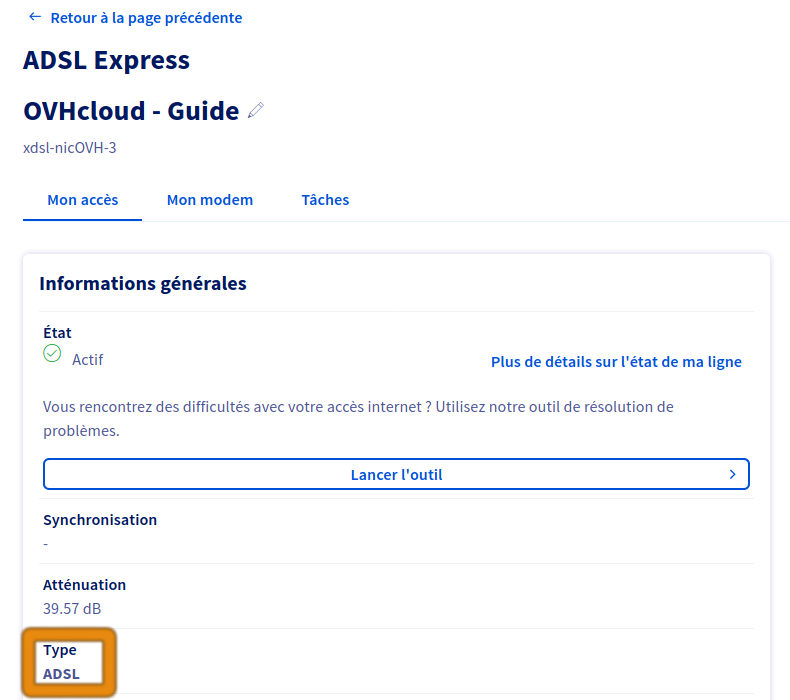 ← Retour à la page précédente
ADSL Express
OVHcloud - Guide
xdsl-nicOVH-3
Mon accès Mon modem Tâches
Informations générales
État
Actif
Plus de détails sur l'état de ma ligne
Vous rencontrez des difficultés avec votre accès internet ? Utilisez notre outil de résolution de
problèmes.
Lancer l'outil
Synchronisation
-
Atténuation
39.57 dB
Type
ADSL